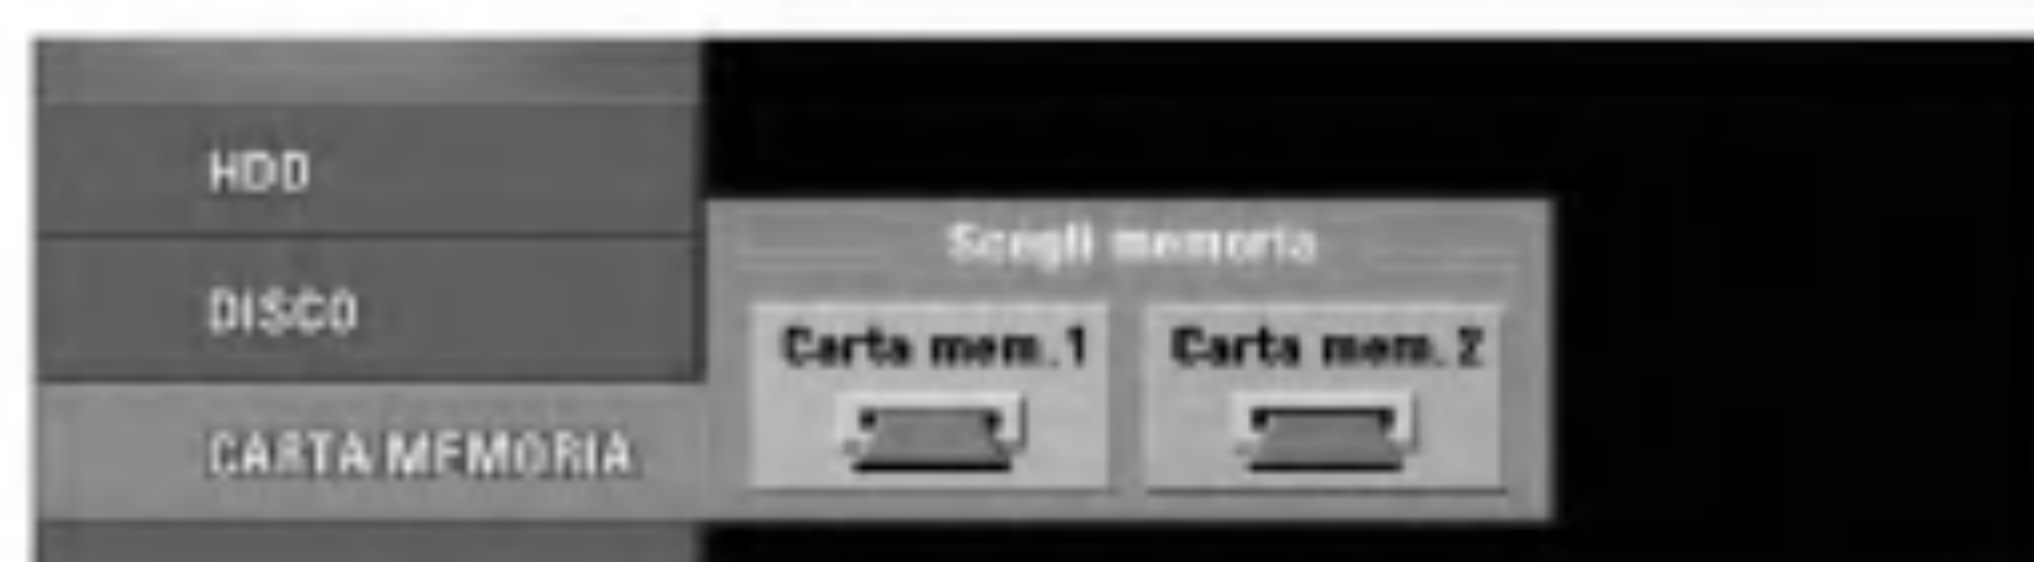 HDD
DISCO
CARTA MEMORIA
Scegli memoria
Carta mem.1
Carta mem.2